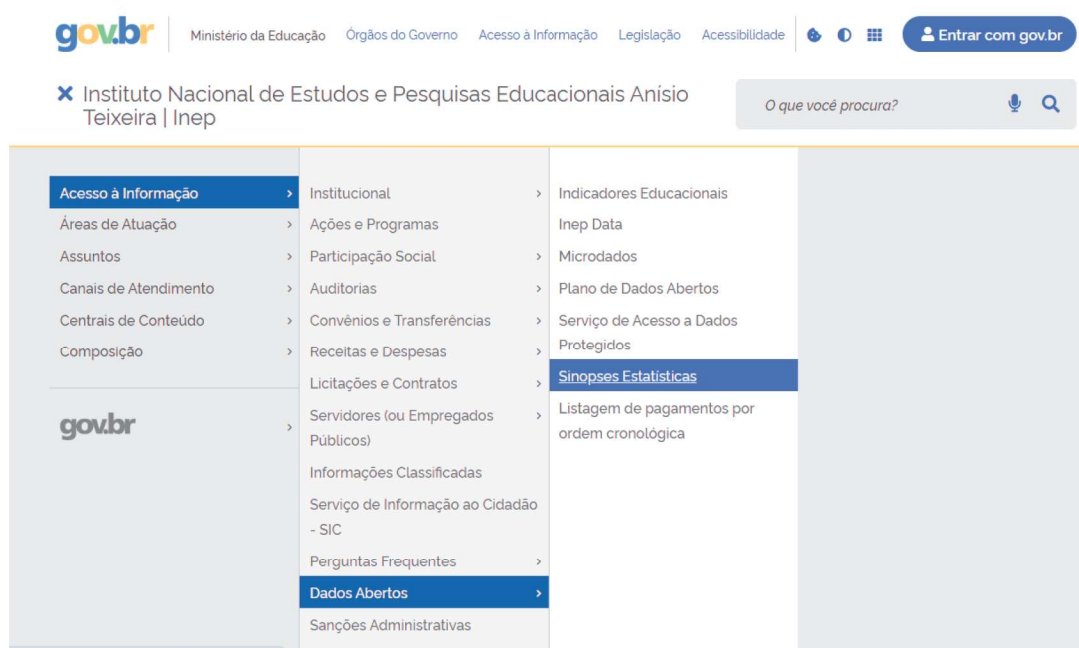 gov.br
Ministério da Educação
Órgãos do Governo
Acesso à Informação
Legislação
Acessibilidade
Entrar com gov.br
Instituto Nacional de Estudos e Pesquisas Educacionais Anísio
Teixeira | Inep
O que você procura?
Acesso à Informação
Áreas de Atuação
Assuntos
Canais de Atendimento
Centrais de Conteúdo
Composição
gov.br
Institucional
Ações e Programas
Participação Social
Auditorias
Convênios e Transferências
Receitas e Despesas
Licitações e Contratos
Servidores (ou Empregados
Públicos)
Informações Classificadas
Serviço de Informação ao Cidadão
- SIC
Perguntas Frequentes
Dados Abertos
Sanções Administrativas
Indicadores Educacionais
Inep Data
Microdados
Plano de Dados Abertos
Serviço de Acesso a Dados
Protegidos
Sinopses Estatísticas
Listagem de pagamentos por
ordem cronológica